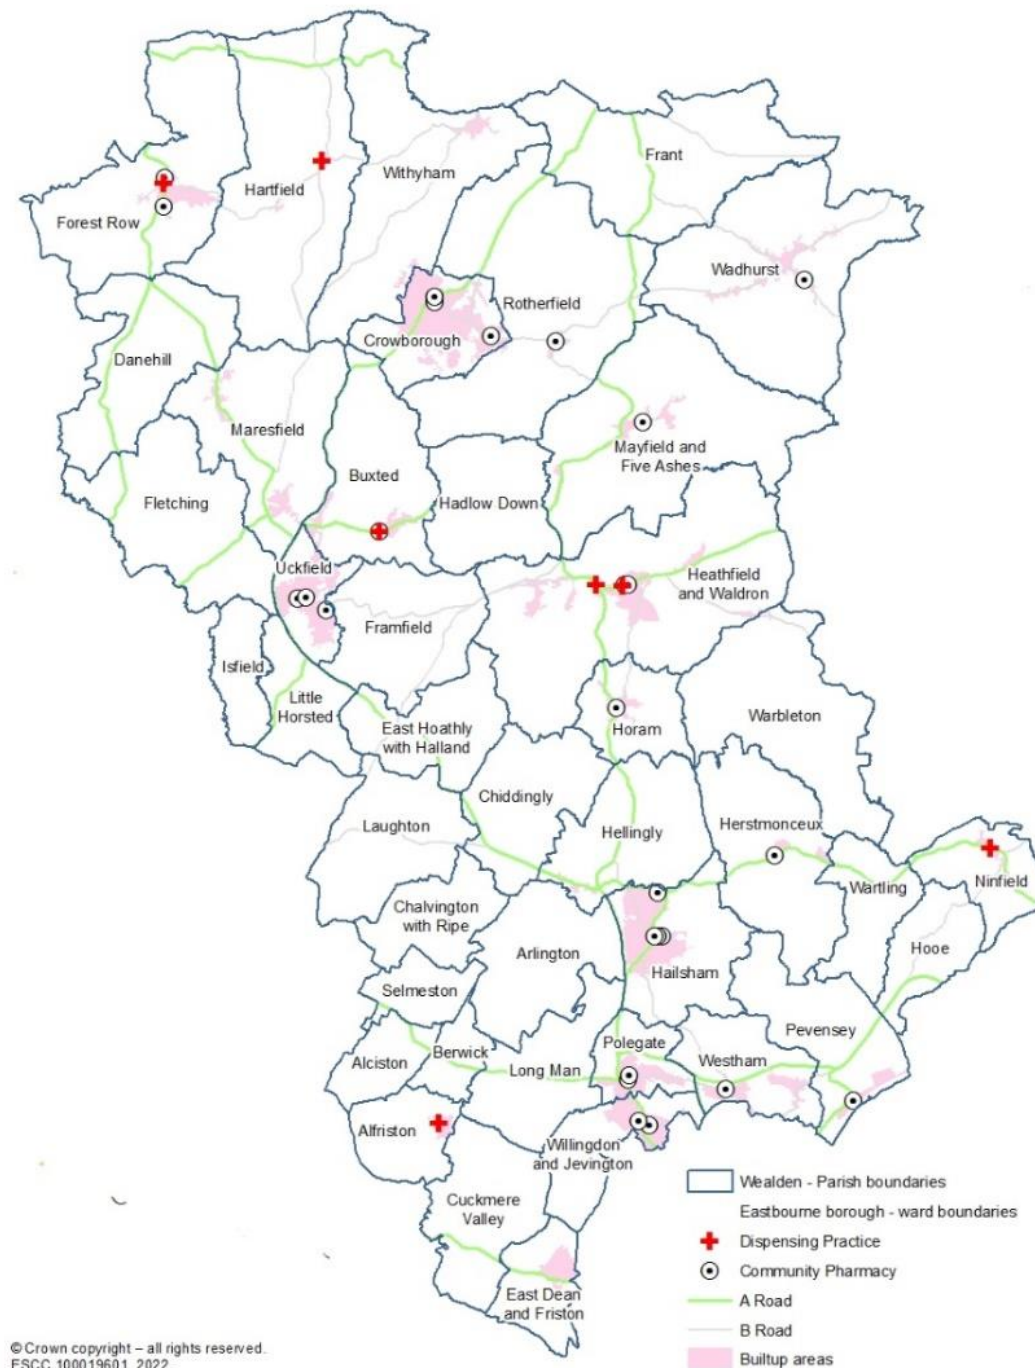 Frant
Withyham
Hartfield
Forest Row
Wadhurst
Rotherfield
Crowborough
Danehill
Maresfield
Mayfield and
Five Ashes
Buxted
Fletching
Hadlow Down
Uckfield
Heathfield
and Waldron
Framfield
Isfield
Little
Horsted
East Hoathly
with Halland
Horam
Warbleton
Chiddingly
Laughton
Hellingly
Herstmonceux
Wartling
Ninfield
Chalvington
with Ripe
Arlington
Hooe
Hailsham
Selmeston
Pevensey
Polegate
Berwick
Alciston
Long Man
Westham
Alfriston
Willingdon
and Jevington
Cuckmere
Valley
East Dean
and Friston
Wealden - Parish boundaries
Eastbourne borough - ward boundaries
Dispensing Practice
Community Pharmacy
A Road
B Road
Builtup areas
© Crown copyright – all rights reserved.
ESCC 100019601, 2022